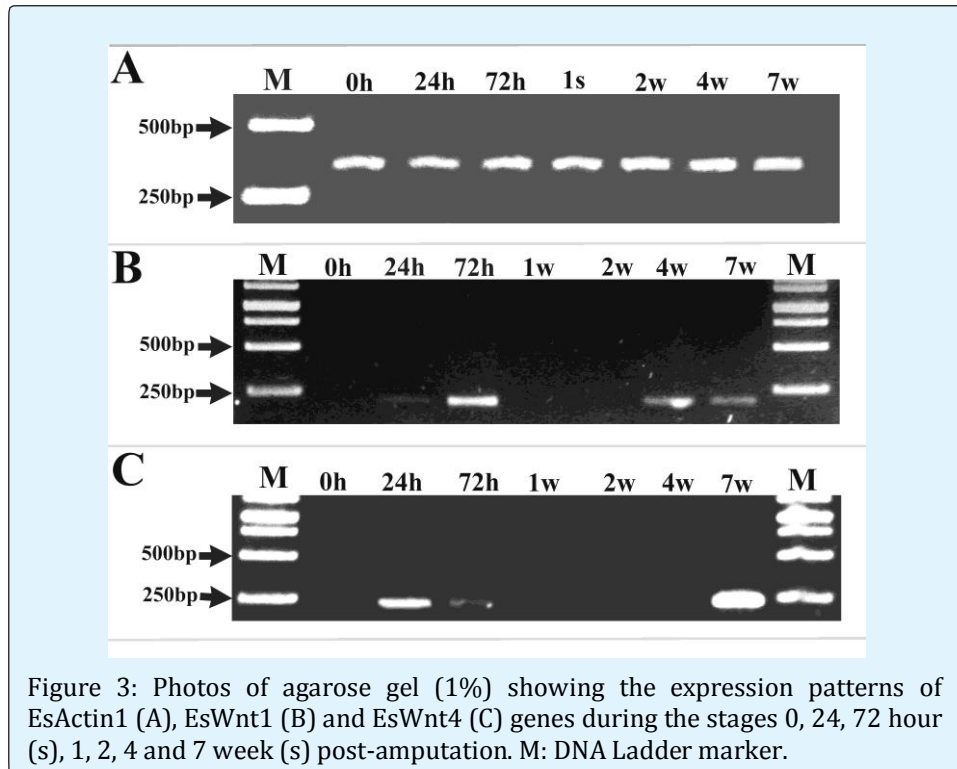 A
M 0h 24h 72h 1s 2w 4w 7w
500bp
250bp
B
M 0h 24h 72h 1w 2w 4w 7w M
500bp
250bp
C
M 0h 24h 72h 1w 2w 4w 7w M
500bp
250bp
Figure 3: Photos of agarose gel (1%) showing the expression patterns of
EsActin1 (A), EsWnt1 (B) and EsWnt4 (C) genes during the stages 0, 24, 72 hour
(s), 1, 2, 4 and 7 week (s) post-amputation. M: DNA Ladder marker.